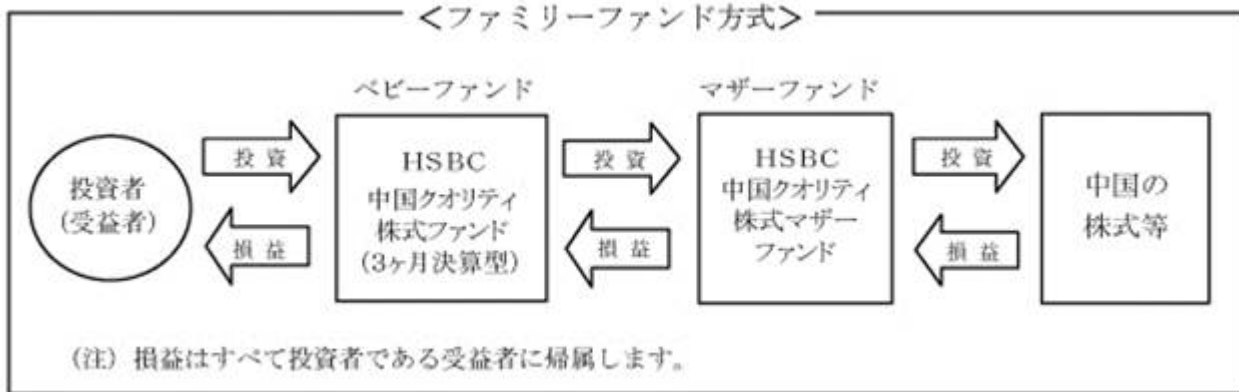 ＜ファミリーファンド方式＞
ベビーファンド
マザーファンド
投資者
(受益者)
投 資
損 益
HSBC
中国クオリティ
株式ファンド
(3ヶ月決算型)
投 資
損 益
HSBC
中国クオリティ
株式マザー
ファンド
投 資
損 益
中国の
株式等
(注) 損益はすべて投資者である受益者に帰属します。